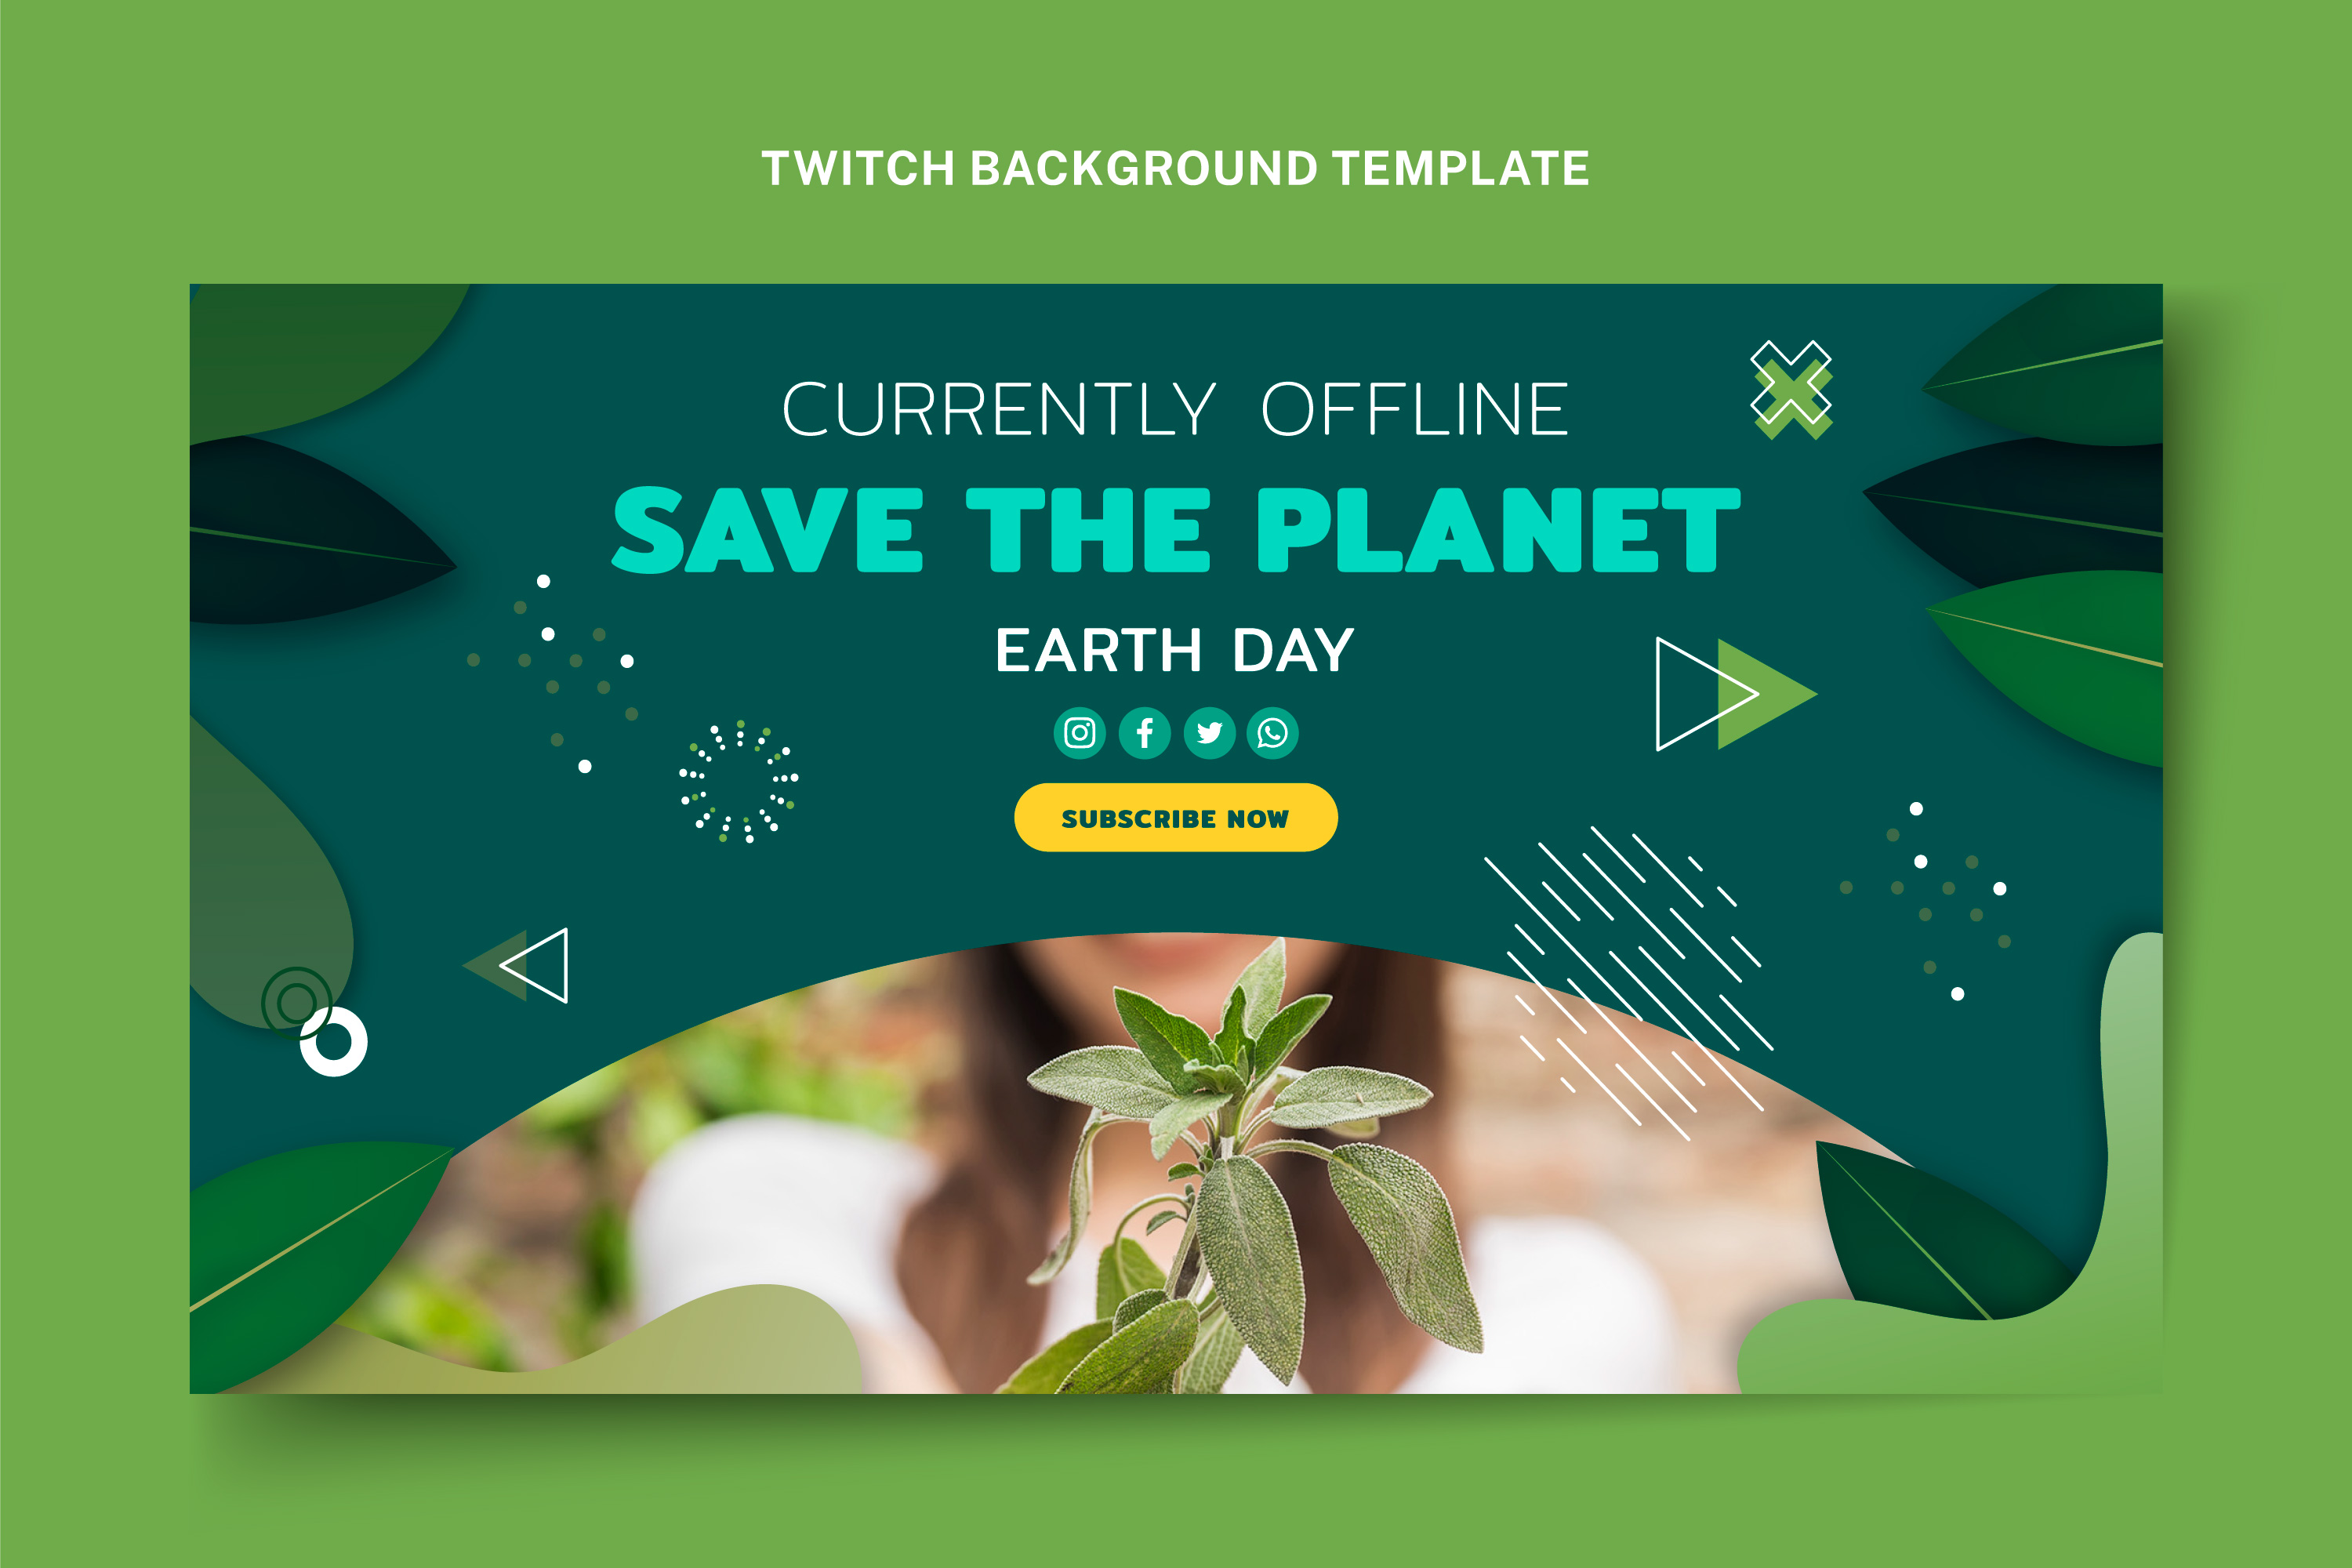 TWITCH BACKGROUND TEMPLATE
CURRENTLY OFFLINE
SAVE THE PLANET
EARTH DAY
SUBSCRIBE NOW